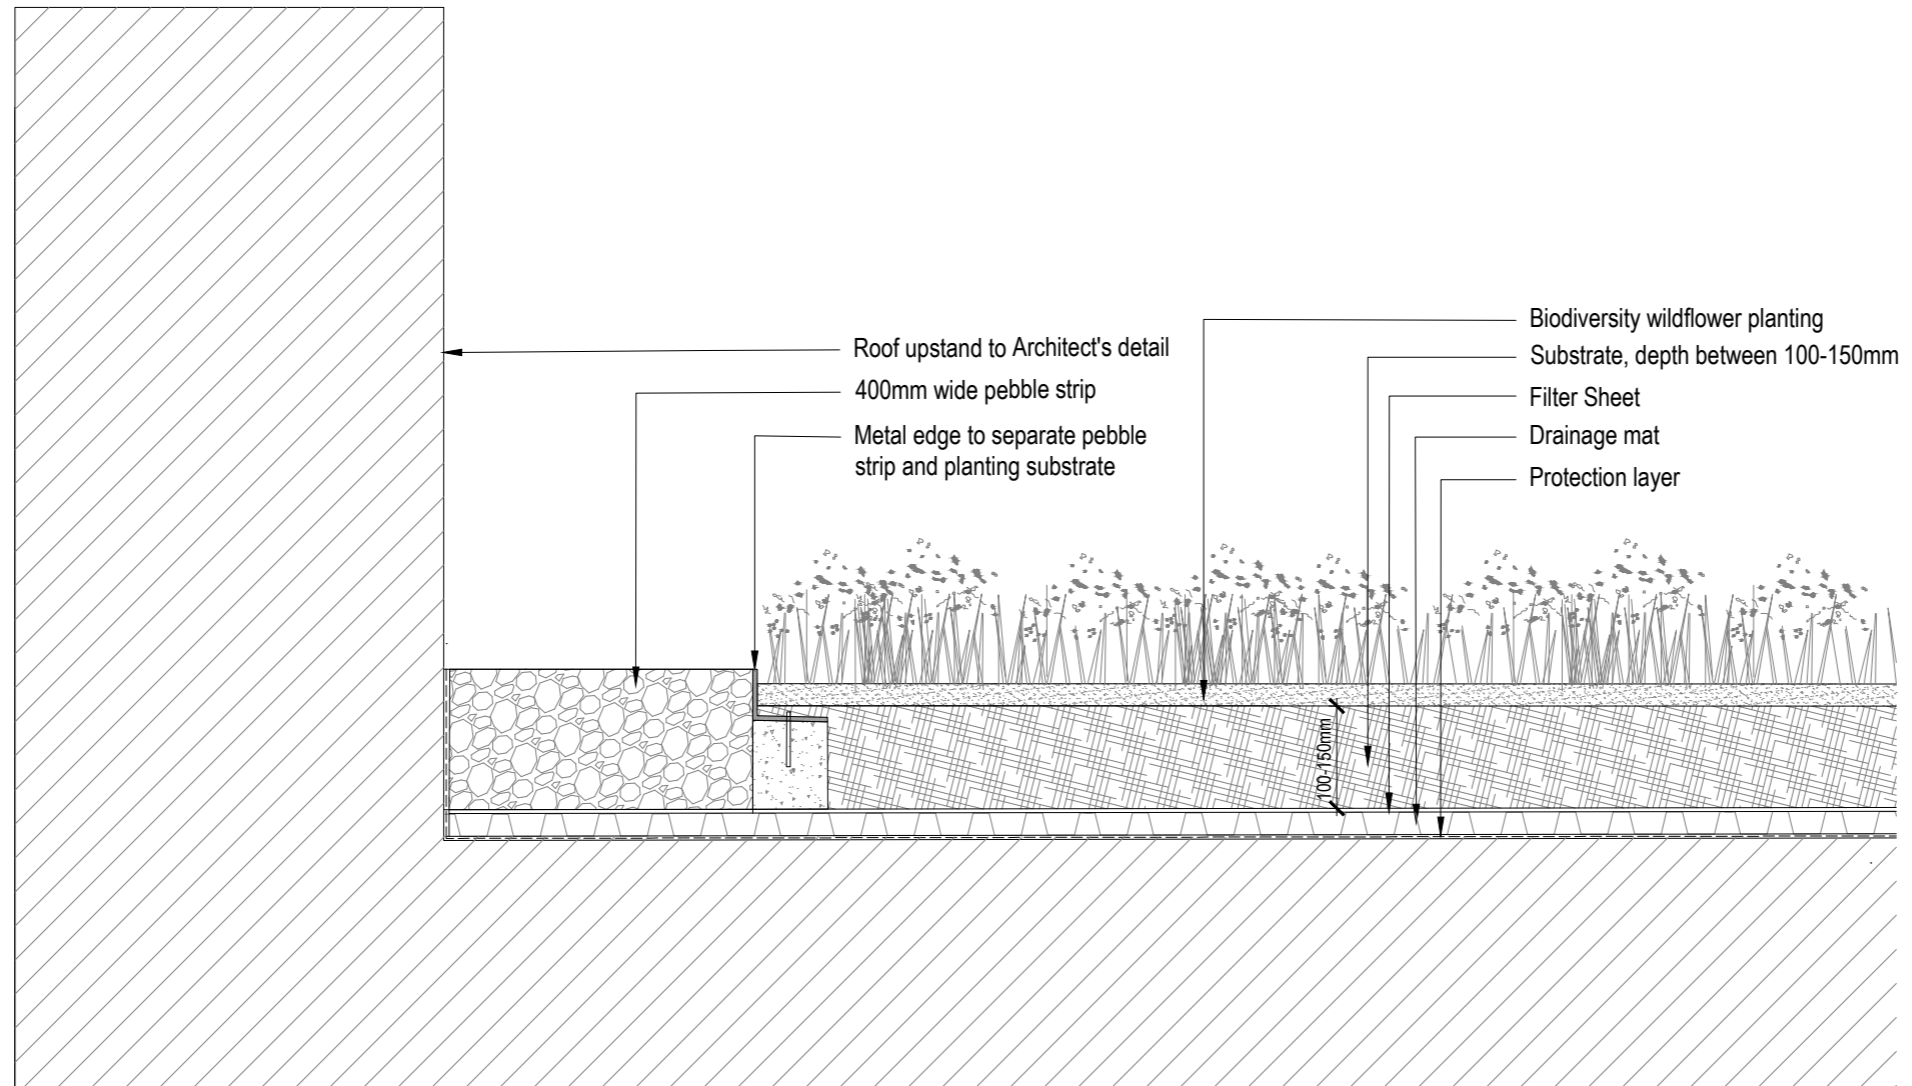 Roof upstand to Architect's detail
400mm wide pebble strip
Metal edge to separate pebble
strip and planting substrate
Biodiversity wildflower planting
Substrate, depth between 100-150mm
Filter Sheet
Drainage mat
Protection layer
100-150mm